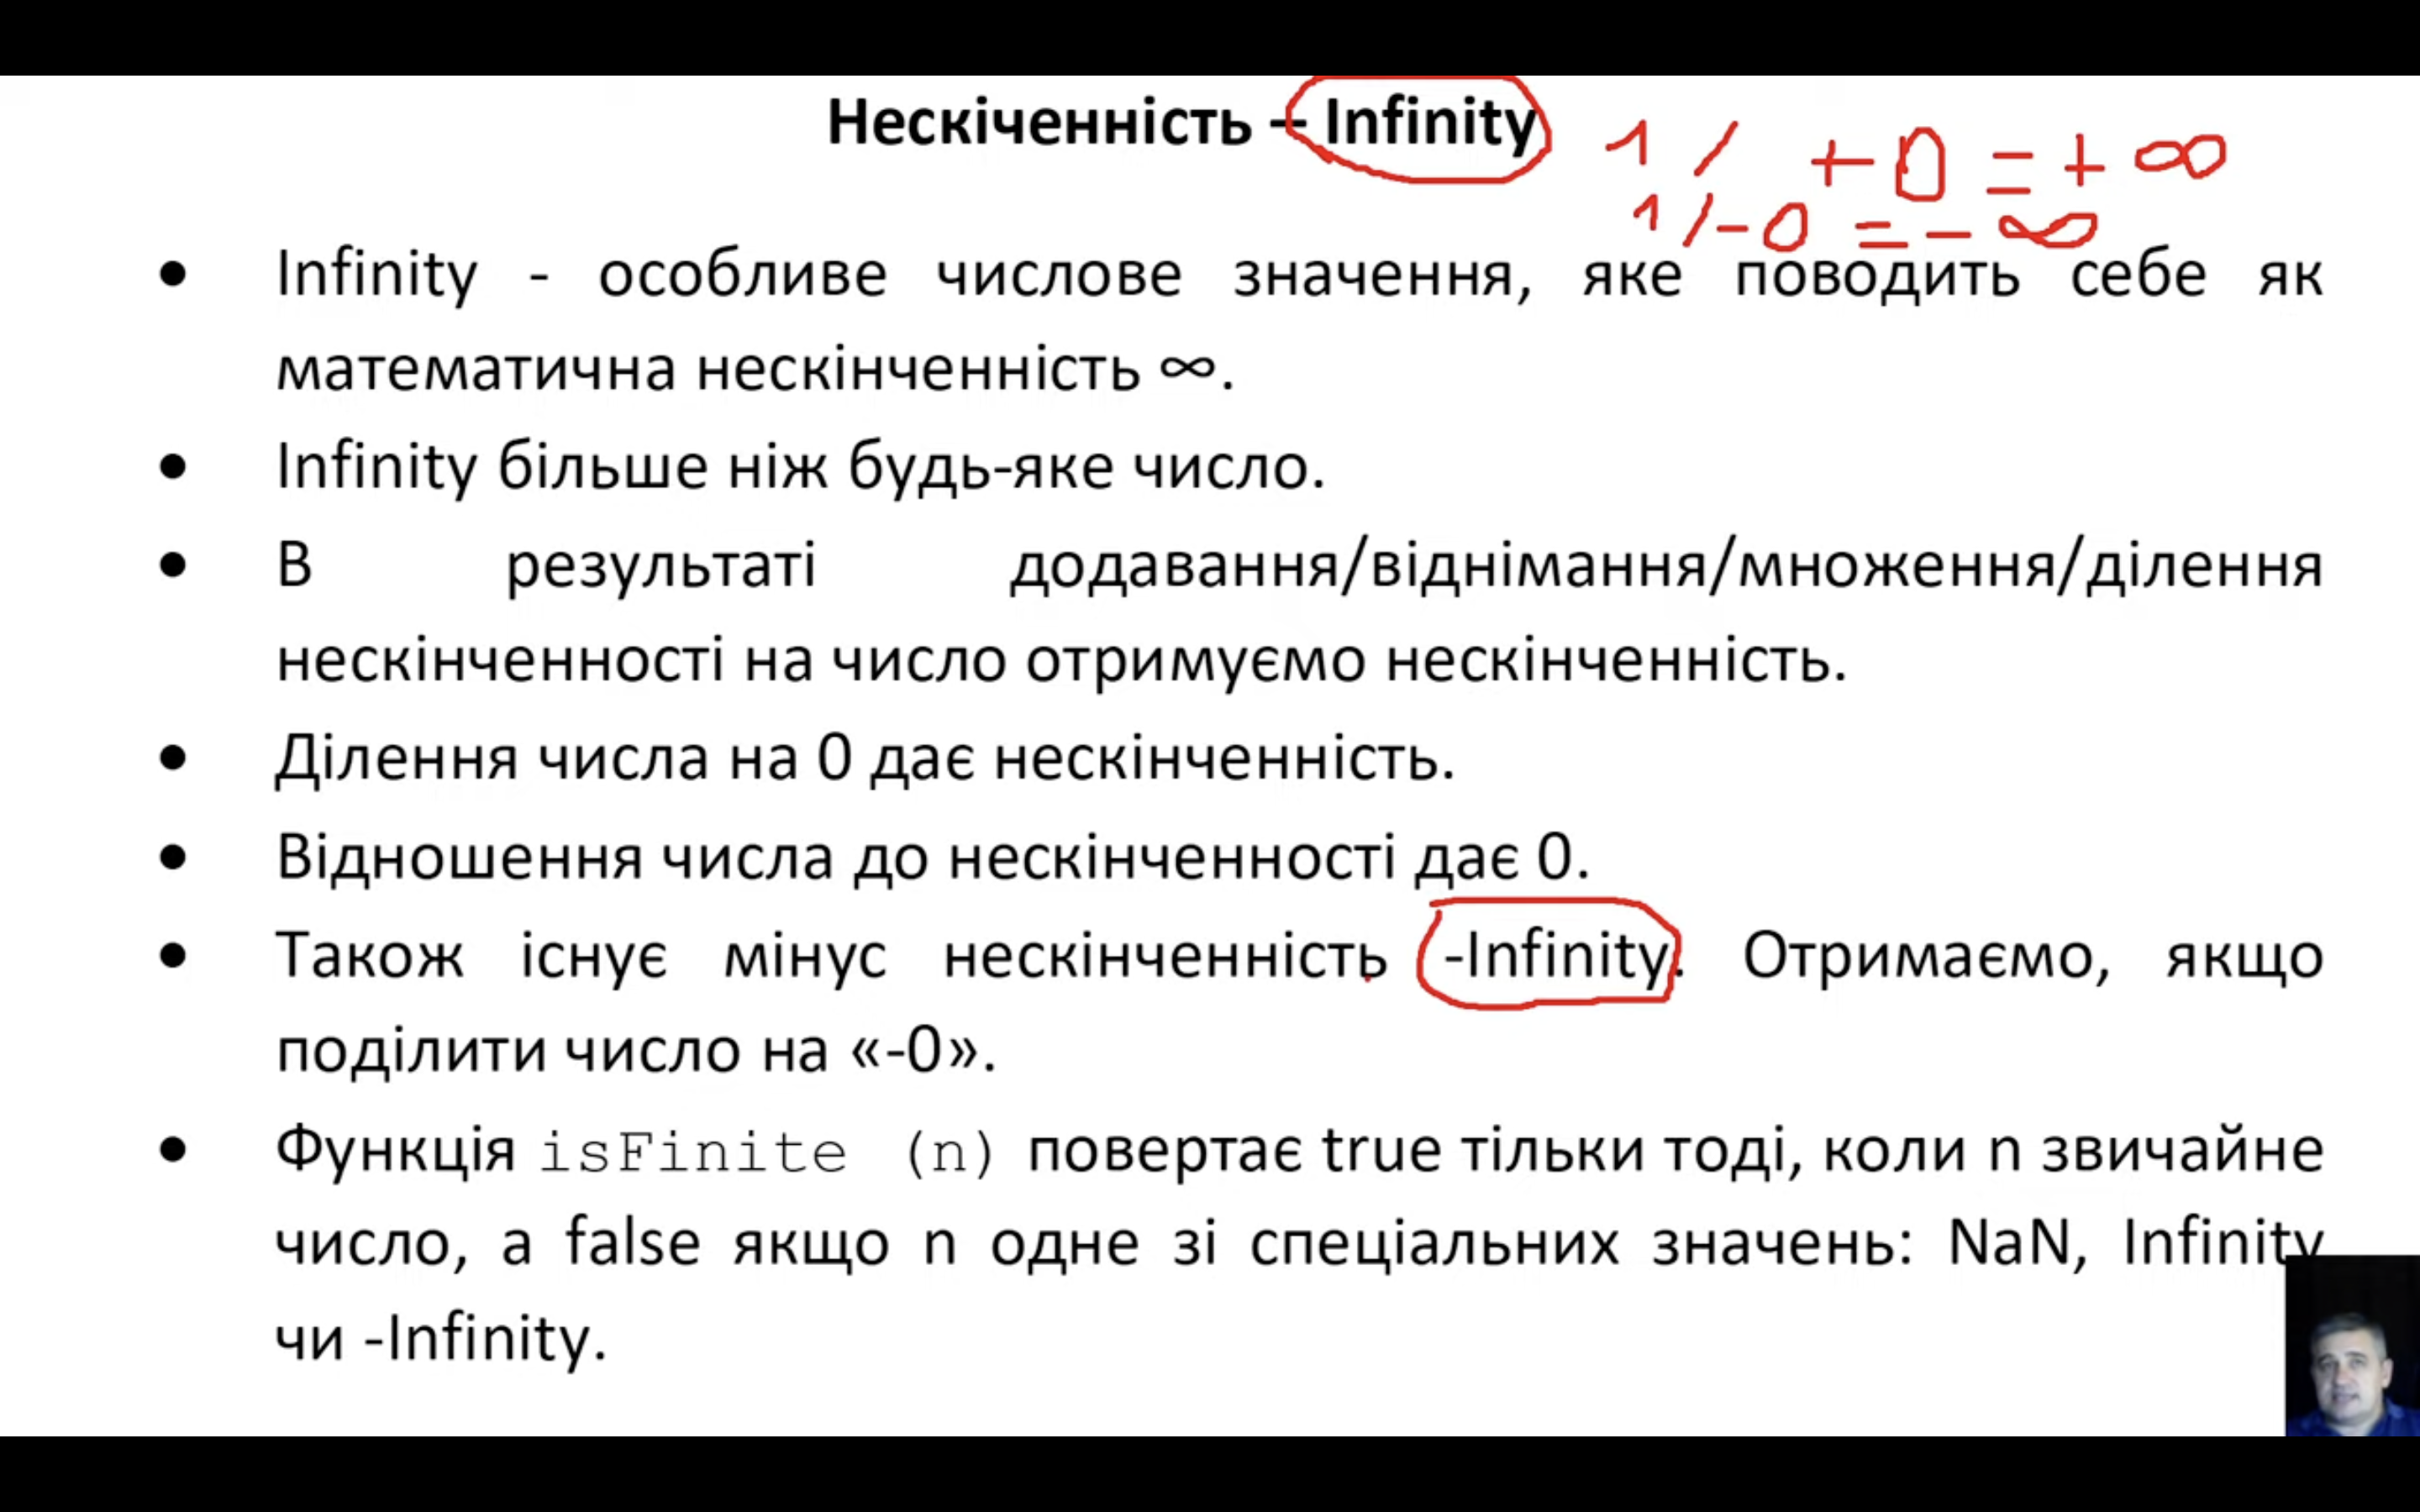 Нескіченність – Infinity
1 / +0 = + ∞
1 / -0 = - ∞
● Infinity - особливе числове значення, яке поводить себе як
математична нескінченність ∞.
● Infinity більше ніж будь-яке число.
● В результаті додавання/віднімання/множення/ділення
нескінченності на число отримуємо нескінченність.
● Ділення числа на 0 дає нескінченність.
● Відношення числа до нескінченності дає 0.
● Також існує мінус нескінченність -Infinity. Отримаємо, якщо
поділити число на «-0».
● Функція isFinite (n) повертає true тільки тоді, коли n звичайне
число, а false якщо n одне зі спеціальних значень: NaN, Infinity
чи -Infinity.